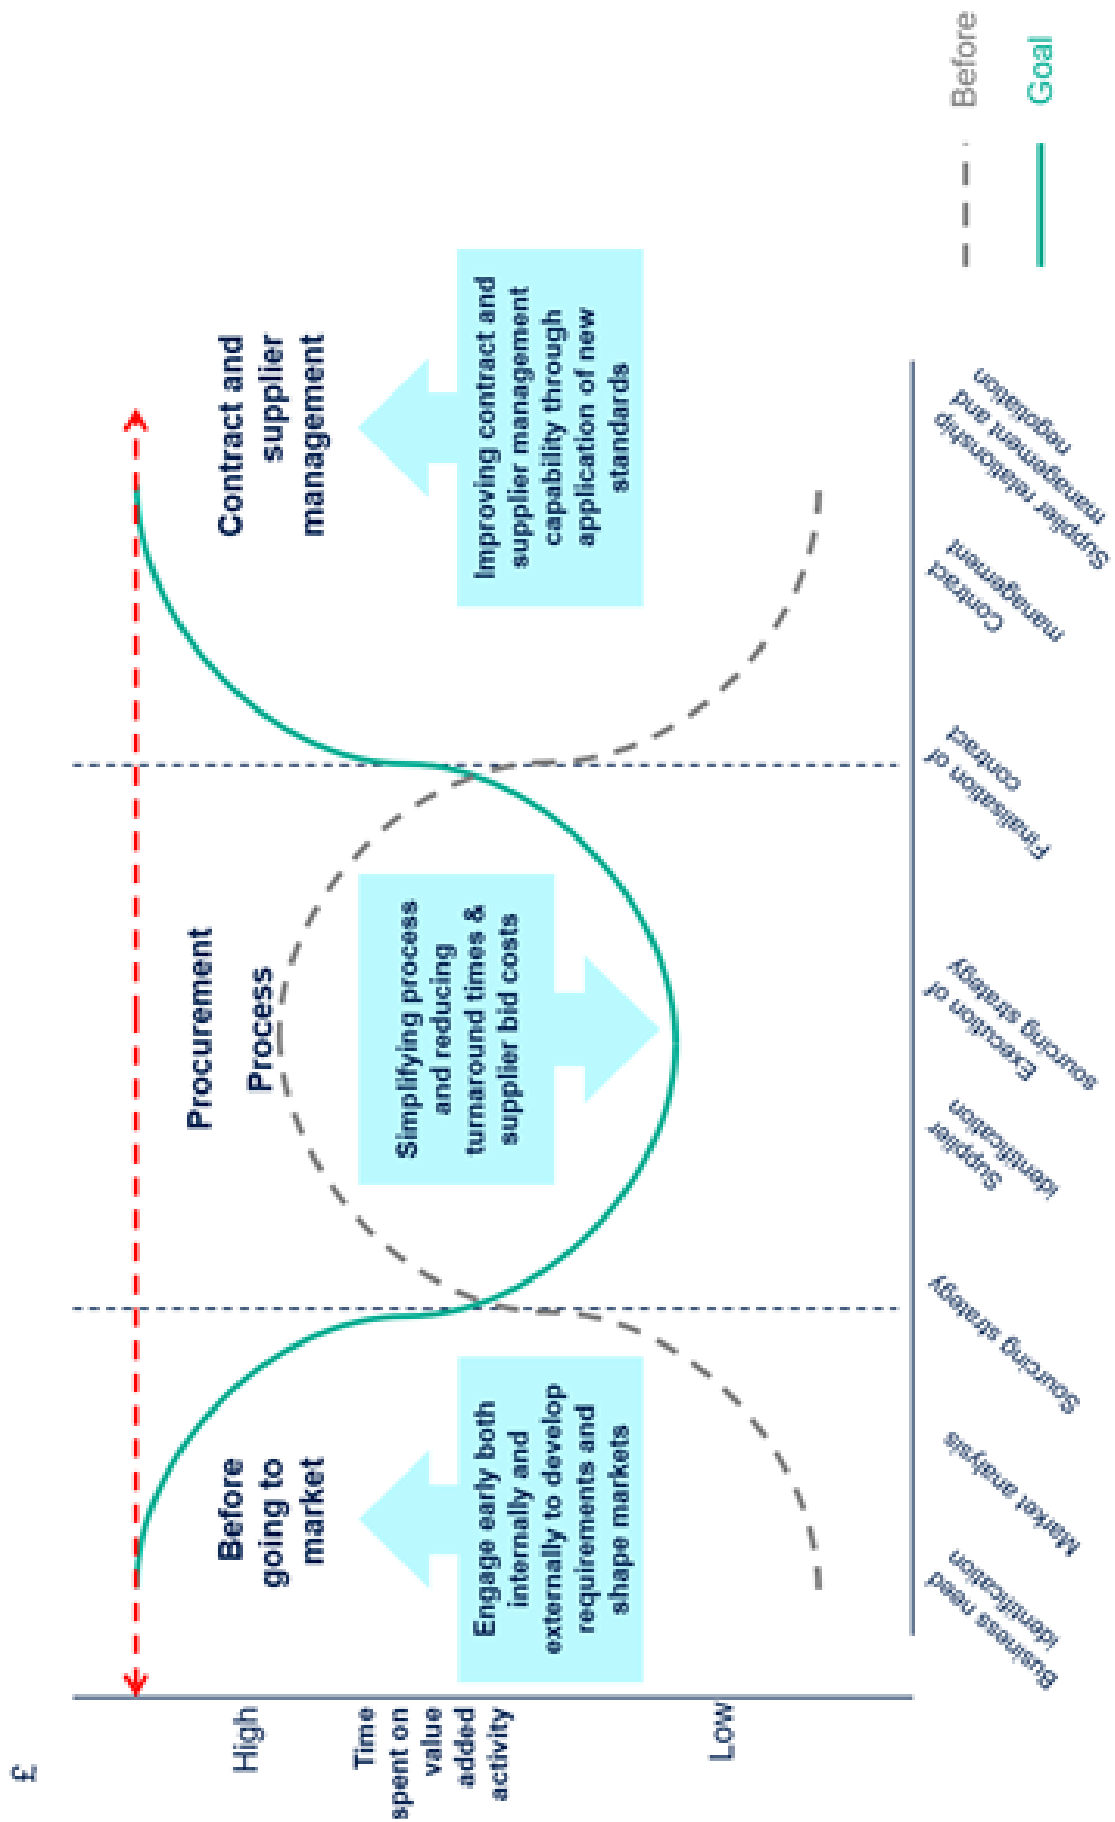 £
High
Time
spent on
value
added
activity
Low
Before
going to
market
Engage early both
internally and
externally to develop
requirements and
shape markets
Procurement
Process
Simplifying process
and reducing
turnaround times &
supplier bid costs
Contract and
supplier
management
Improving contract and
supplier management
capability through
application of new
standards
Business need
identification
Market analysis
Sourcing strategy
Supplier
identification
Execution of
sourcing strategy
Finalisation of
contract
Contract
management
Supplier relationship
management and
negotiation
Before
Goal